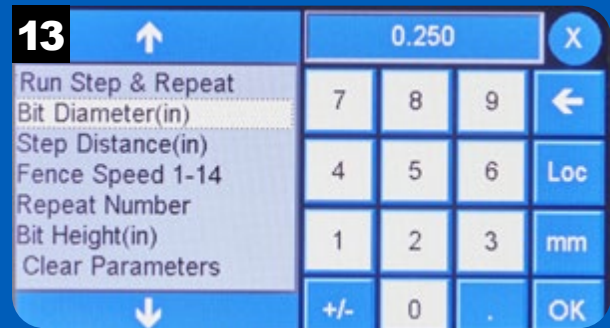 13
0.250
X
Run Step & Repeat
Bit Diameter(in)
Step Distance(in)
Fence Speed 1-14
Repeat Number
Bit Height(in)
Clear Parameters
7 8 9
4 5 6 Loc
1 2 3 mm
+/- 0 . OK